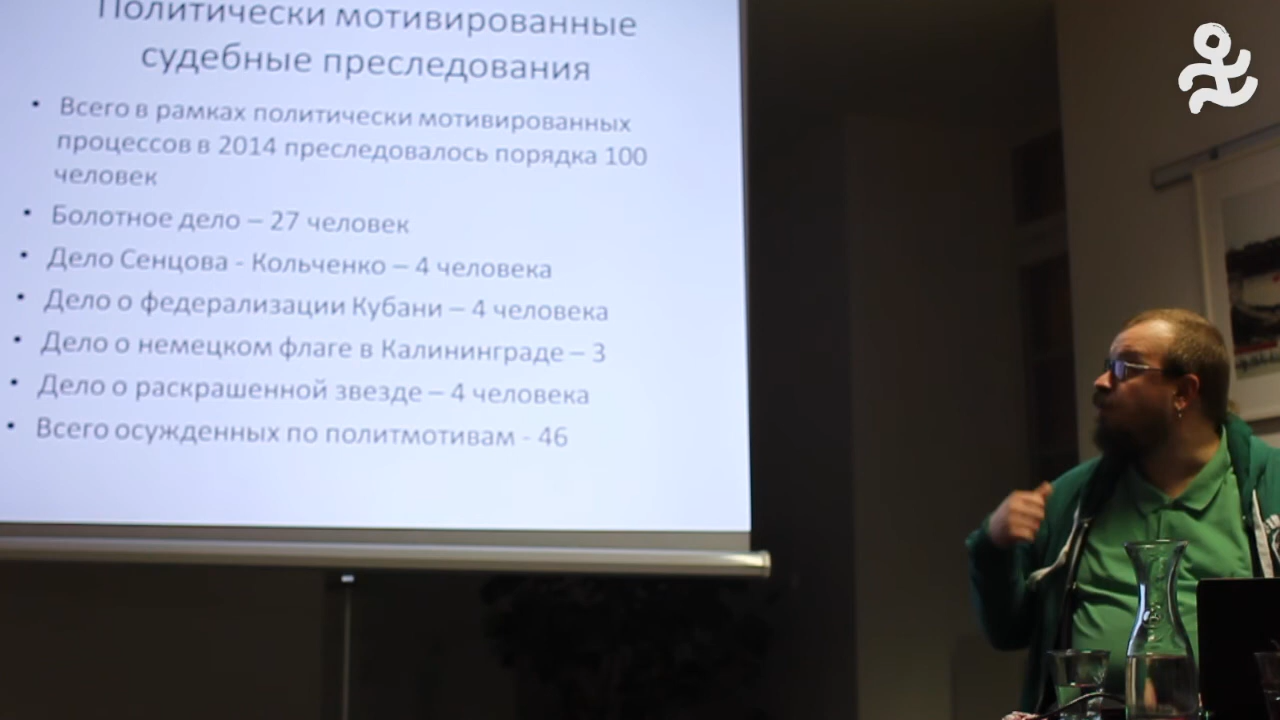 Политически мотивированные
судебные преследования
• Всего в рамках политически мотивированных
процессов в 2014 преследовалось порядка 100
человек
• Болотное дело – 27 человек
• Дело Сенцова - Кольченко – 4 человека
• Дело о федерализации Кубани – 4 человека
• Дело о немецком флаге в Калининграде – 3
• Дело о раскрашенной звезде – 4 человека
• Всего осужденных по политмотивам - 46